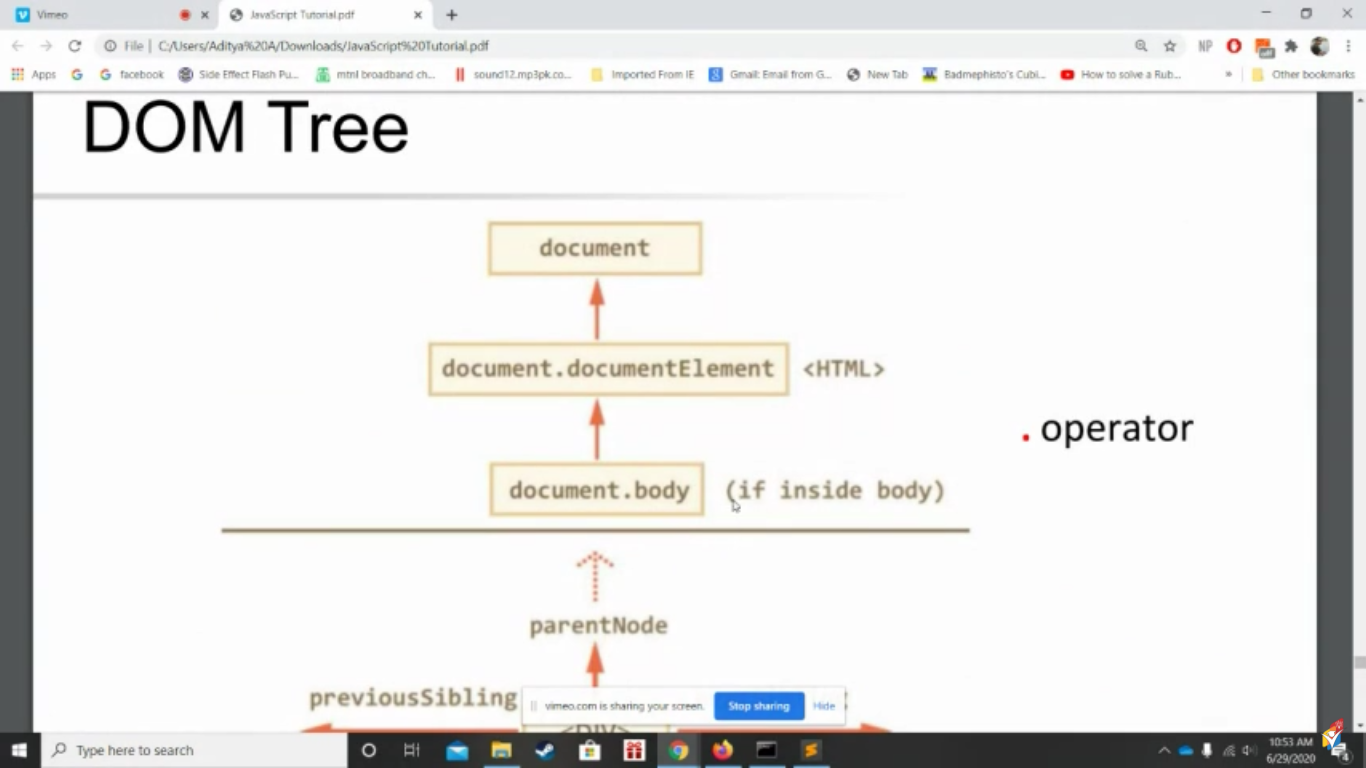 Vimeo
JavaScript Tutorial.pdf
File | C:/Users/Aditya%20A/Downloads/JavaScript%20Tutorial.pdf
NP
Apps
facebook
Side Effect Flash Pu...
mtnl broadband ch...
sound12.mp3pk.co...
Imported From IE
Gmail: Email from G...
New Tab
Badmephisto's Cubi...
How to solve a Rub...
»
Other bookmarks
DOM Tree
document
document.documentElement <HTML>
. operator
document.body (if inside body)
parentNode
previousSibling
vimeo.com is sharing your screen.
Stop sharing
Hide
<DIV>
Type here to search
10:53 AM
6/29/2020
4